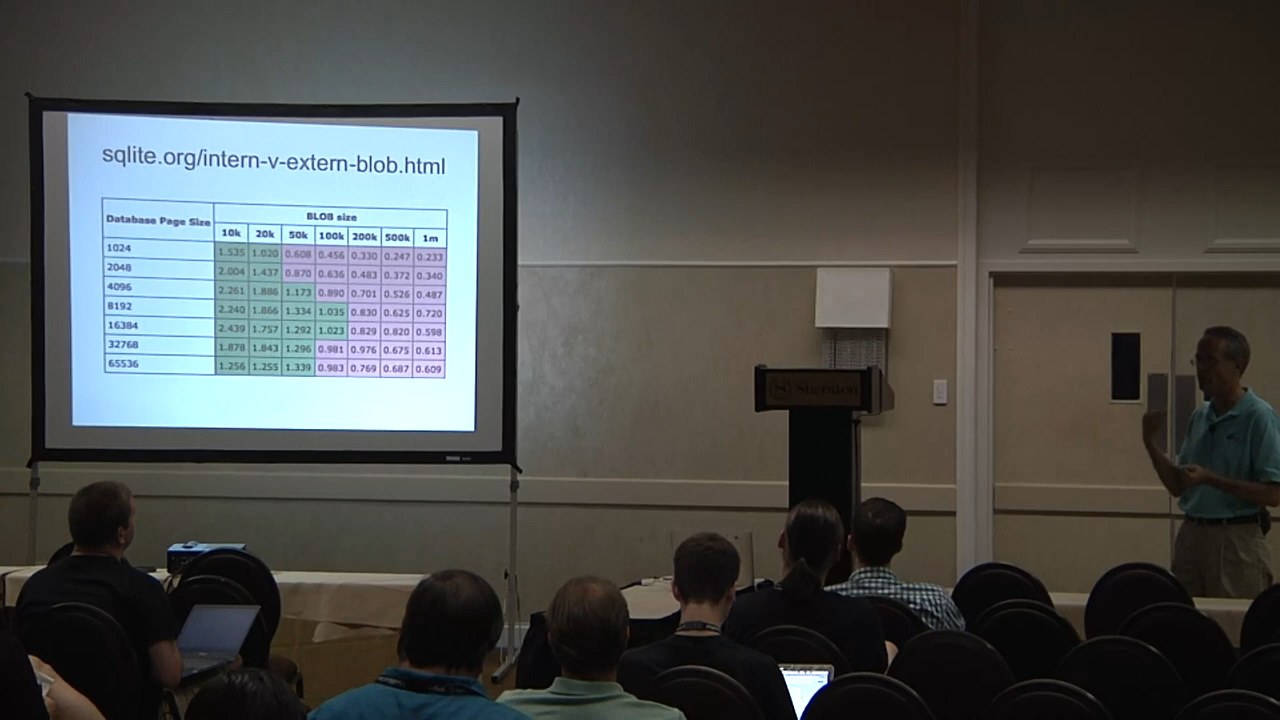 sqlite.org/intern-v-extern-blob.html
Database Page Size BLOB size
10k 20k 50k 100k 200k 500k 1m
1024 1.535 1.020 0.608 0.456 0.330 0.247 0.233
2048 2.004 1.437 0.870 0.636 0.483 0.372 0.340
4096 2.261 1.886 1.173 0.890 0.701 0.526 0.487
8192 2.240 1.866 1.334 1.035 0.830 0.625 0.720
16384 2.439 1.757 1.292 1.023 0.829 0.820 0.598
32768 1.878 1.843 1.296 0.981 0.976 0.675 0.613
65536 1.256 1.255 1.339 0.983 0.769 0.687 0.609
Sheraton